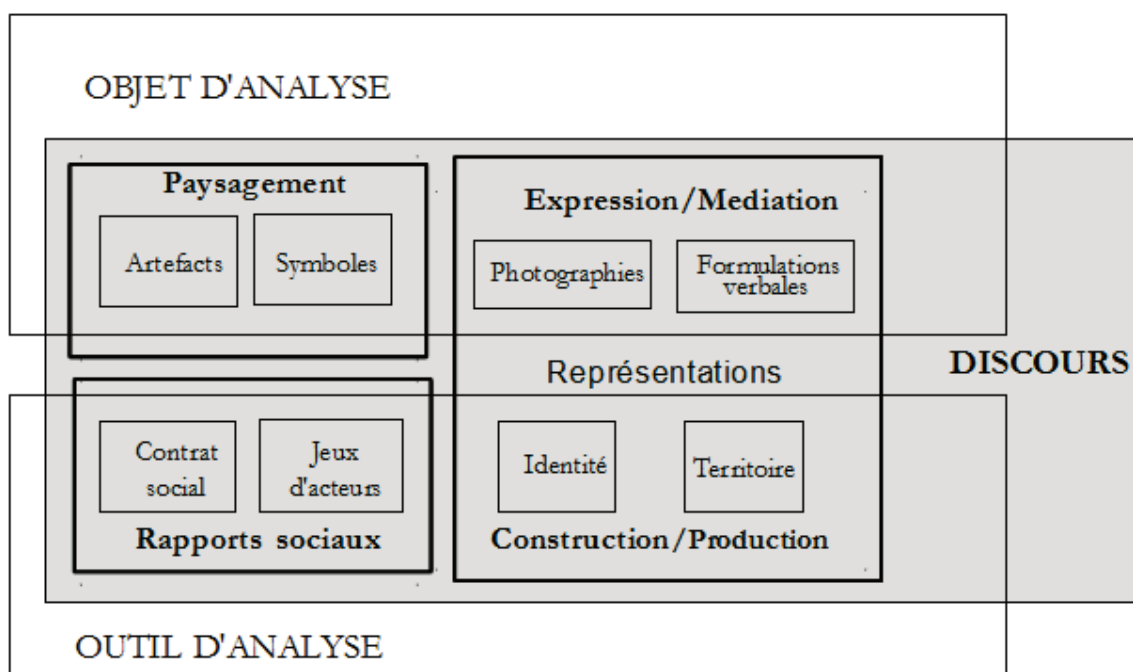 OBJET D'ANALYSE
Paysagement
Artefacts
Symboles
Expression/Mediation
Photographies
Formulations
verbales
Représentations
DISCOURS
Contrat
social
Jeux
d'acteurs
Rapports sociaux
Identité
Territoire
Construction/Production
OUTIL D'ANALYSE